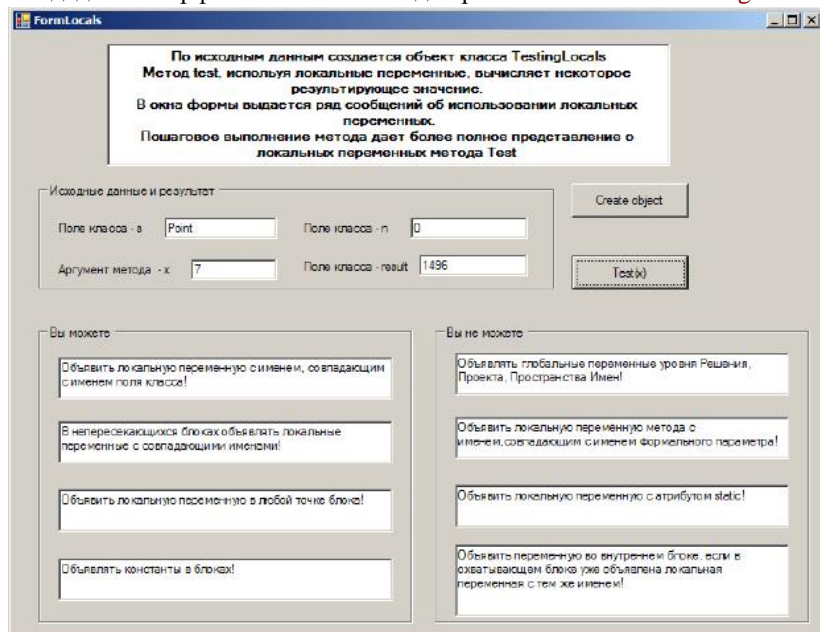 FormLocals
По исходным данным создается объект класса TestingLocals
Метод test, используя локальные переменные, вычисляет некоторое
результирующее значение.
В окна формы выдается ряд сообщений об использовании локальных
переменных.
Пошаговое выполнение метода дает более полное представление о
локальных переменных метода Test
Исходные данные и результат
Поле класса - s
Point
Поле класса - n
0
Аргумент метода - x
7
Поле класса - result
1496
Create object
Test(x)
Вы можете
Объявить локальную переменную с именем, совпадающим
с именем поля класса!
В непересекающихся блоках объявлять локальные
переменные с совпадающими именами!
Объявить локальную переменную в любой точке блока!
Объявлять константы в блоках!
Вы не можете
Объявлять глобальные переменные уровня Решения,
Проекта, Пространства Имен!
Объявить локальную переменную метода с
именем,совпадающим с именем формального параметра!
Объявить локальную переменную с атрибутом static!
Объявить переменную во внутреннем блоке, если в
охватывающем блоке уже объявлена локальная
переменная с тем же именем!